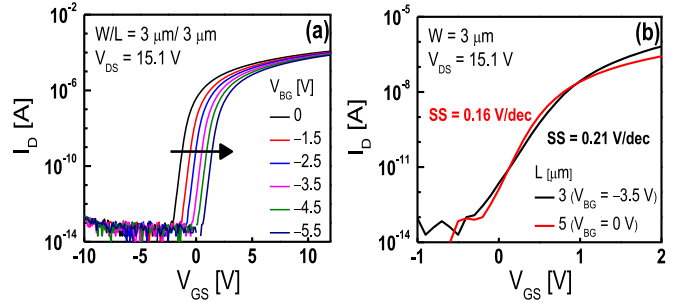 W/L = 3 μm/ 3 μm
(a)
V_DS = 15.1 V
V_BG [V]
0
−1.5
−2.5
−3.5
−4.5
−5.5
I_D [A]
10^-2
10^-6
10^-10
10^-14
-10
-5
0
5
10
V_GS [V]
W = 3 μm
(b)
V_DS = 15.1 V
SS = 0.16 V/dec
SS = 0.21 V/dec
L [μm]
3 (V_BG = −3.5 V)
5 (V_BG = 0 V)
I_D [A]
10^-5
10^-8
10^-11
10^-14
-1
0
1
2
V_GS [V]